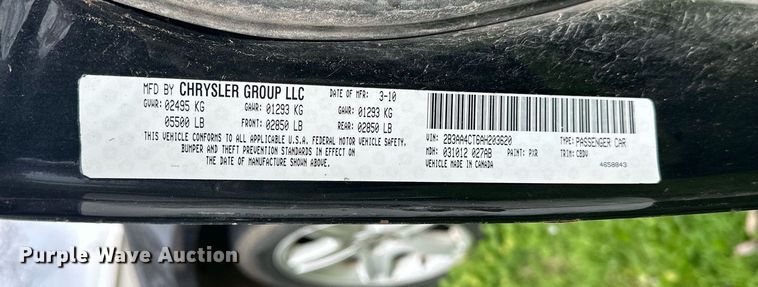 MFD BY CHRYSLER GROUP LLC DATE OF MFR: 3-10
GVWR: 02495 KG GAWR: 01293 KG GAWR: 01293 KG
05500 LB FRONT: 02850 LB REAR: 02850 LB
THIS VEHICLE CONFORMS TO ALL APPLICABLE U.S.A. FEDERAL MOTOR VEHICLE SAFETY,
BUMPER AND THEFT PREVENTION STANDARDS IN EFFECT ON
THE DATE OF MANUFACTURE SHOWN ABOVE.
VIN: 2B3AA4CT6AH203620 TYPE: PASSENGER CAR
MDH: 031012 027AB PAINT: PXR TRIM: CBDV
VEHICLE MADE IN CANADA 4658843
Purple Wave Auction